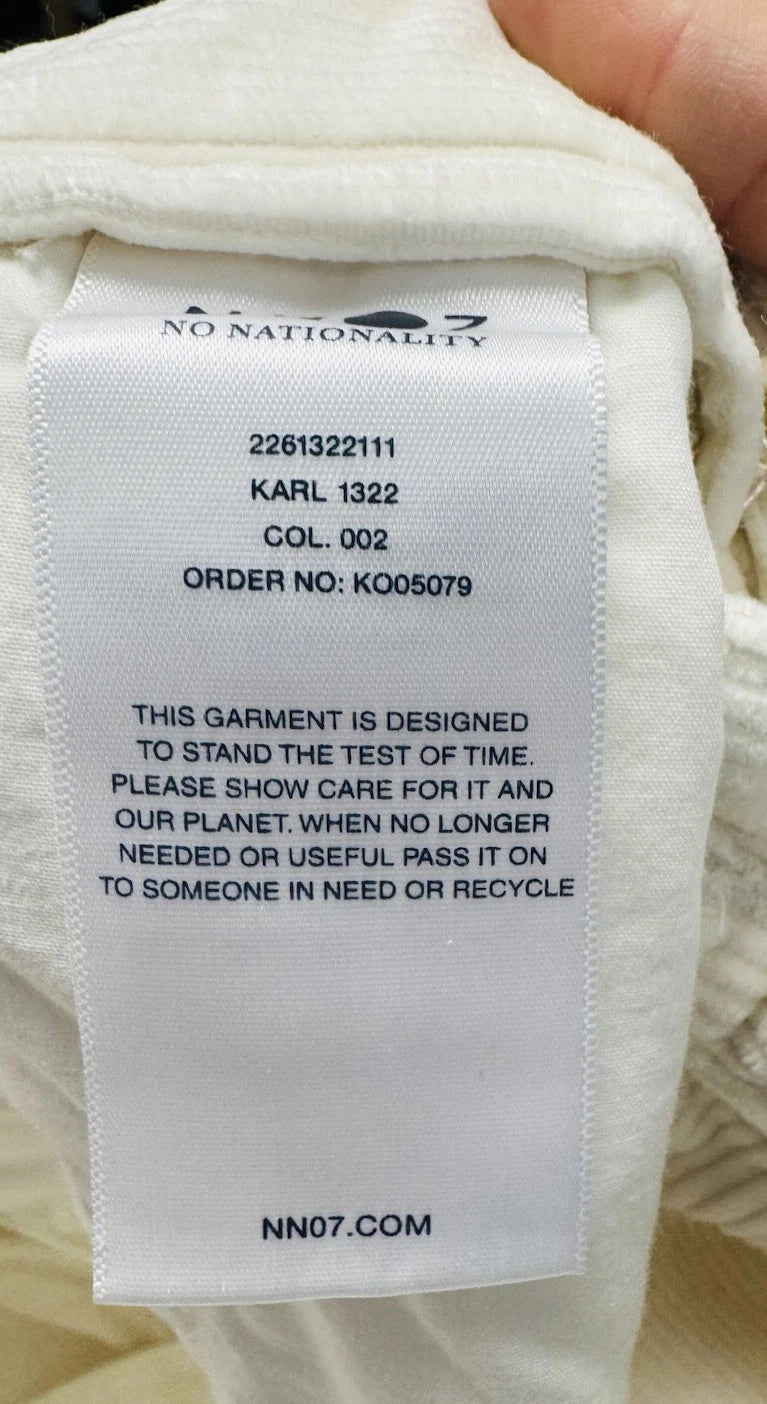 NO NATIONALITY
2261322111
KARL 1322
COL. 002
ORDER NO: KO05079
THIS GARMENT IS DESIGNED
TO STAND THE TEST OF TIME.
PLEASE SHOW CARE FOR IT AND
OUR PLANET. WHEN NO LONGER
NEEDED OR USEFUL PASS IT ON
TO SOMEONE IN NEED OR RECYCLE
NN07.COM